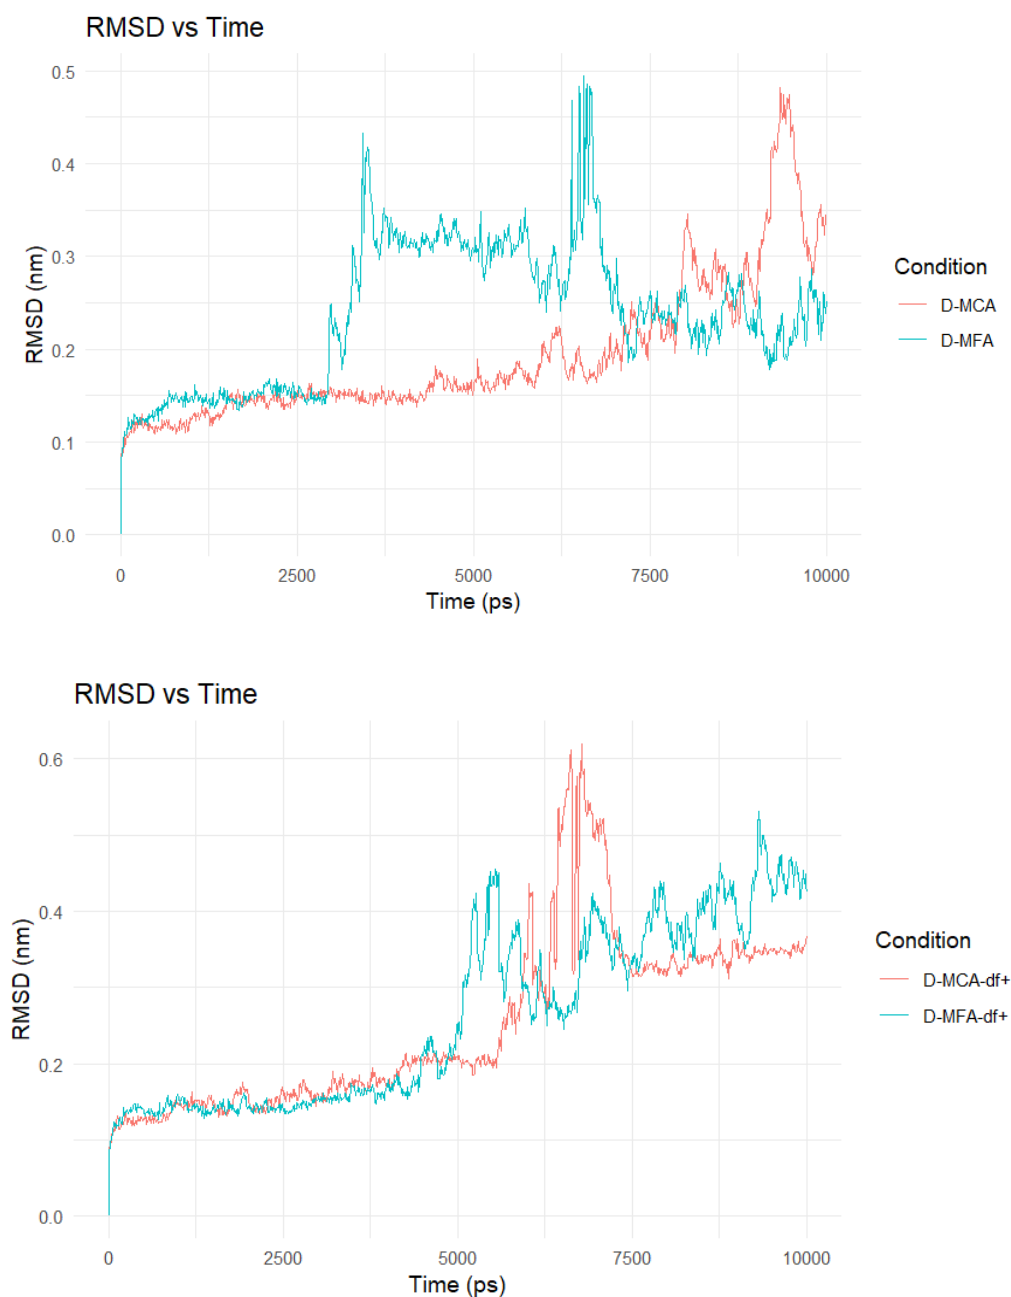 RMSD vs Time
0.5
0.4
0.3
0.2
0.1
0.0
RMSD (nm)
0 2500 5000 7500 10000
Time (ps)
Condition
D-MCA
D-MFA
RMSD vs Time
0.6
0.4
0.2
0.0
RMSD (nm)
0 2500 5000 7500 10000
Time (ps)
Condition
D-MCA-df+
D-MFA-df+